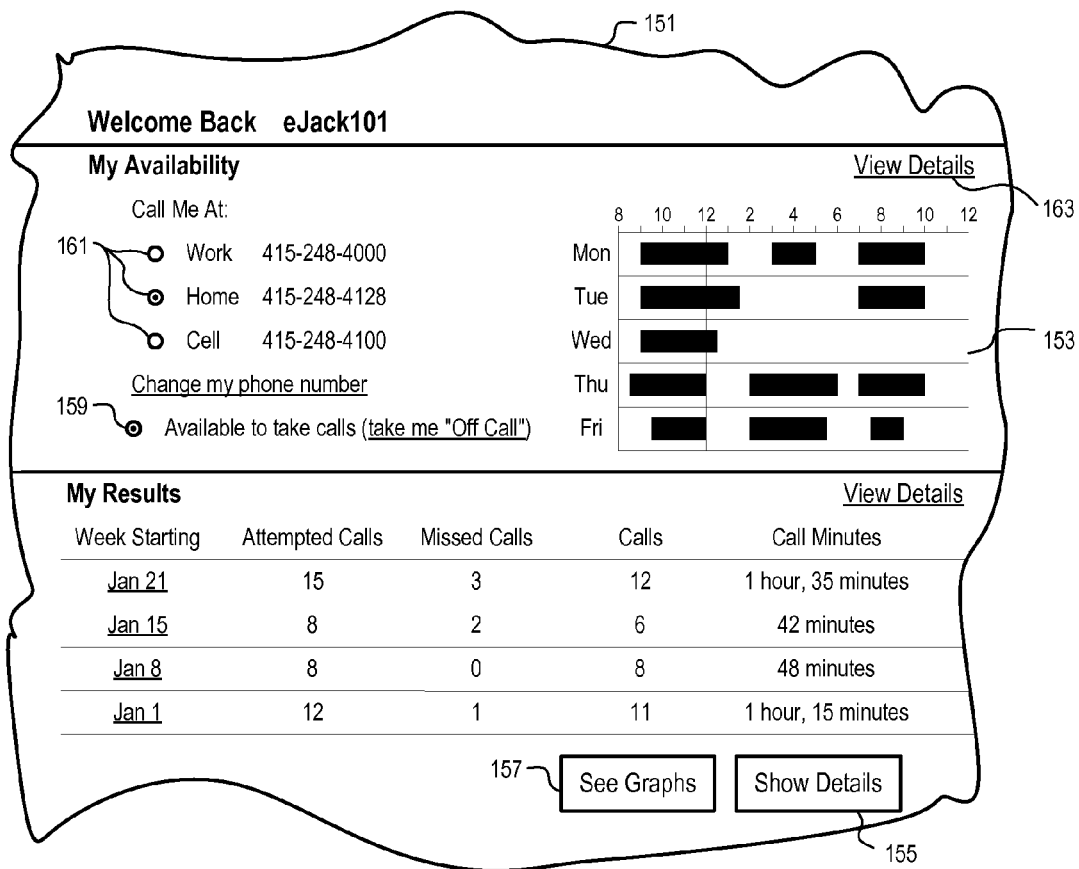 151
Welcome Back eJack101
My Availability View Details
163
Call Me At:
8 10 12 2 4 6 8 10 12
161
Work 415-248-4000
Home 415-248-4128
Cell 415-248-4100
Mon
Tue
Wed
Thu
Fri
153
Change my phone number
159
Available to take calls (take me "Off Call")
My Results View Details
Week Starting Attempted Calls Missed Calls Calls Call Minutes
Jan 21 15 3 12 1 hour, 35 minutes
Jan 15 8 2 6 42 minutes
Jan 8 8 0 8 48 minutes
Jan 1 12 1 11 1 hour, 15 minutes
157
See Graphs Show Details
155